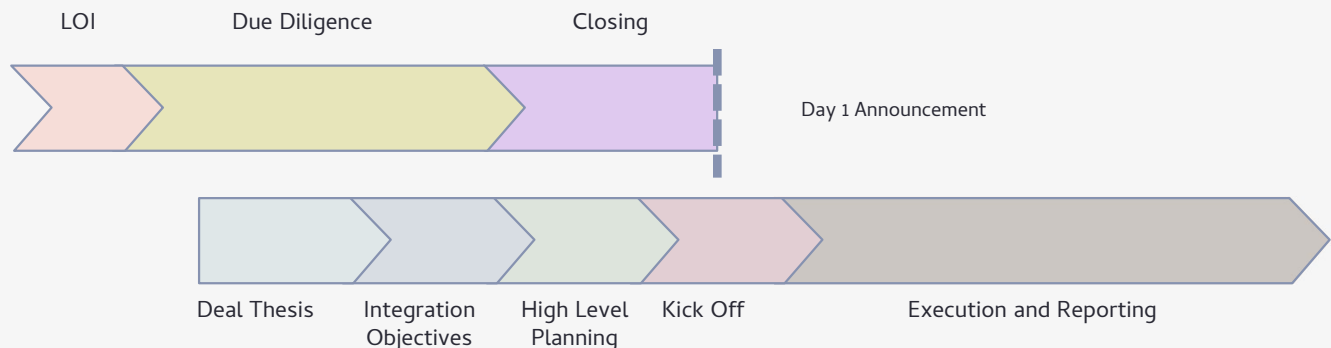 LOI
Due Diligence
Closing
Day 1 Announcement
Deal Thesis
Integration
Objectives
High Level
Planning
Kick Off
Execution and Reporting